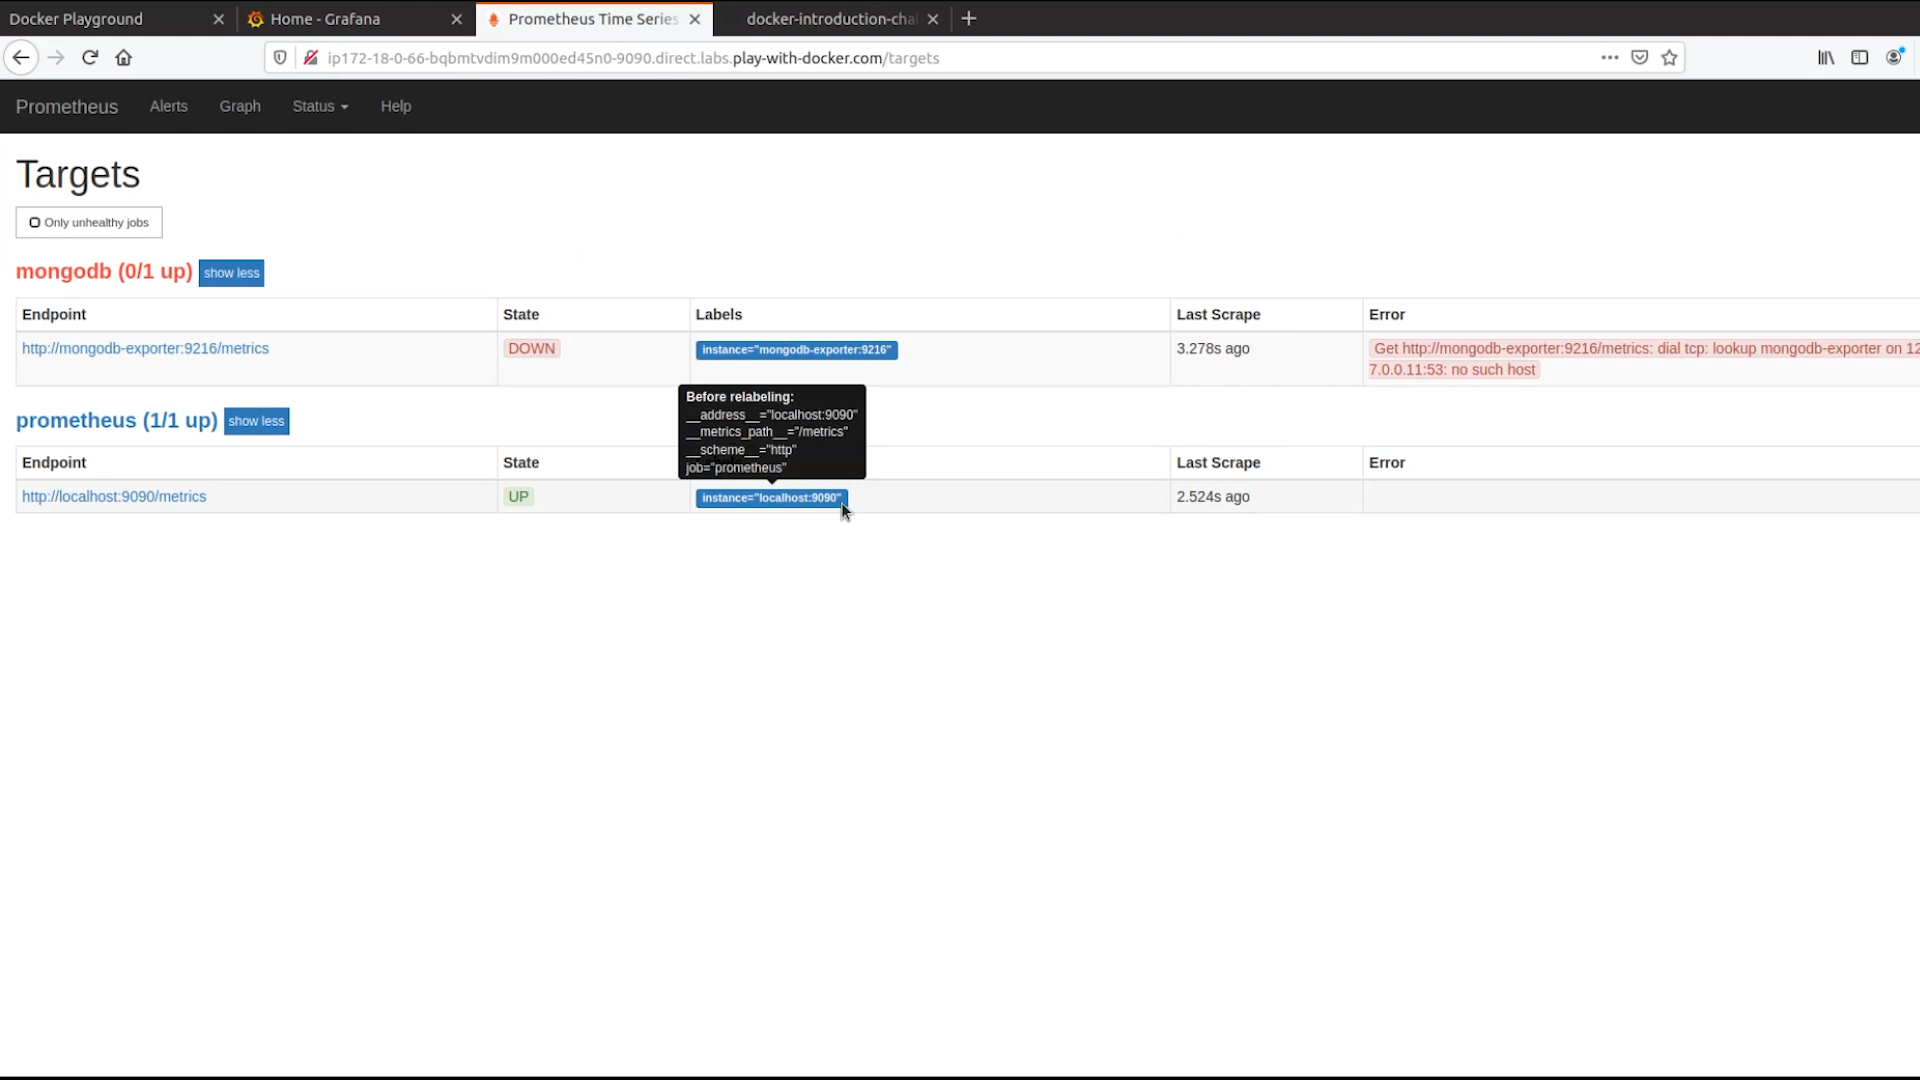 Docker Playground
Home - Grafana
Prometheus Time Series
docker-introduction-cha
ip172-18-0-66-bqbmtvdim9m000ed45n0-9090.direct.labs.play-with-docker.com/targets
Prometheus Alerts Graph Status Help
Targets
Only unhealthy jobs
mongodb (0/1 up) show less
Endpoint State Labels Last Scrape Error
http://mongodb-exporter:9216/metrics DOWN instance="mongodb-exporter:9216" 3.278s ago Get http://mongodb-exporter:9216/metrics: dial tcp: lookup mongodb-exporter on 12
7.0.0.11:53: no such host
Before relabeling:
__address__="localhost:9090"
__metrics_path__="/metrics"
__scheme__="http"
job="prometheus"
prometheus (1/1 up) show less
Endpoint State Last Scrape Error
http://localhost:9090/metrics UP instance="localhost:9090" 2.524s ago